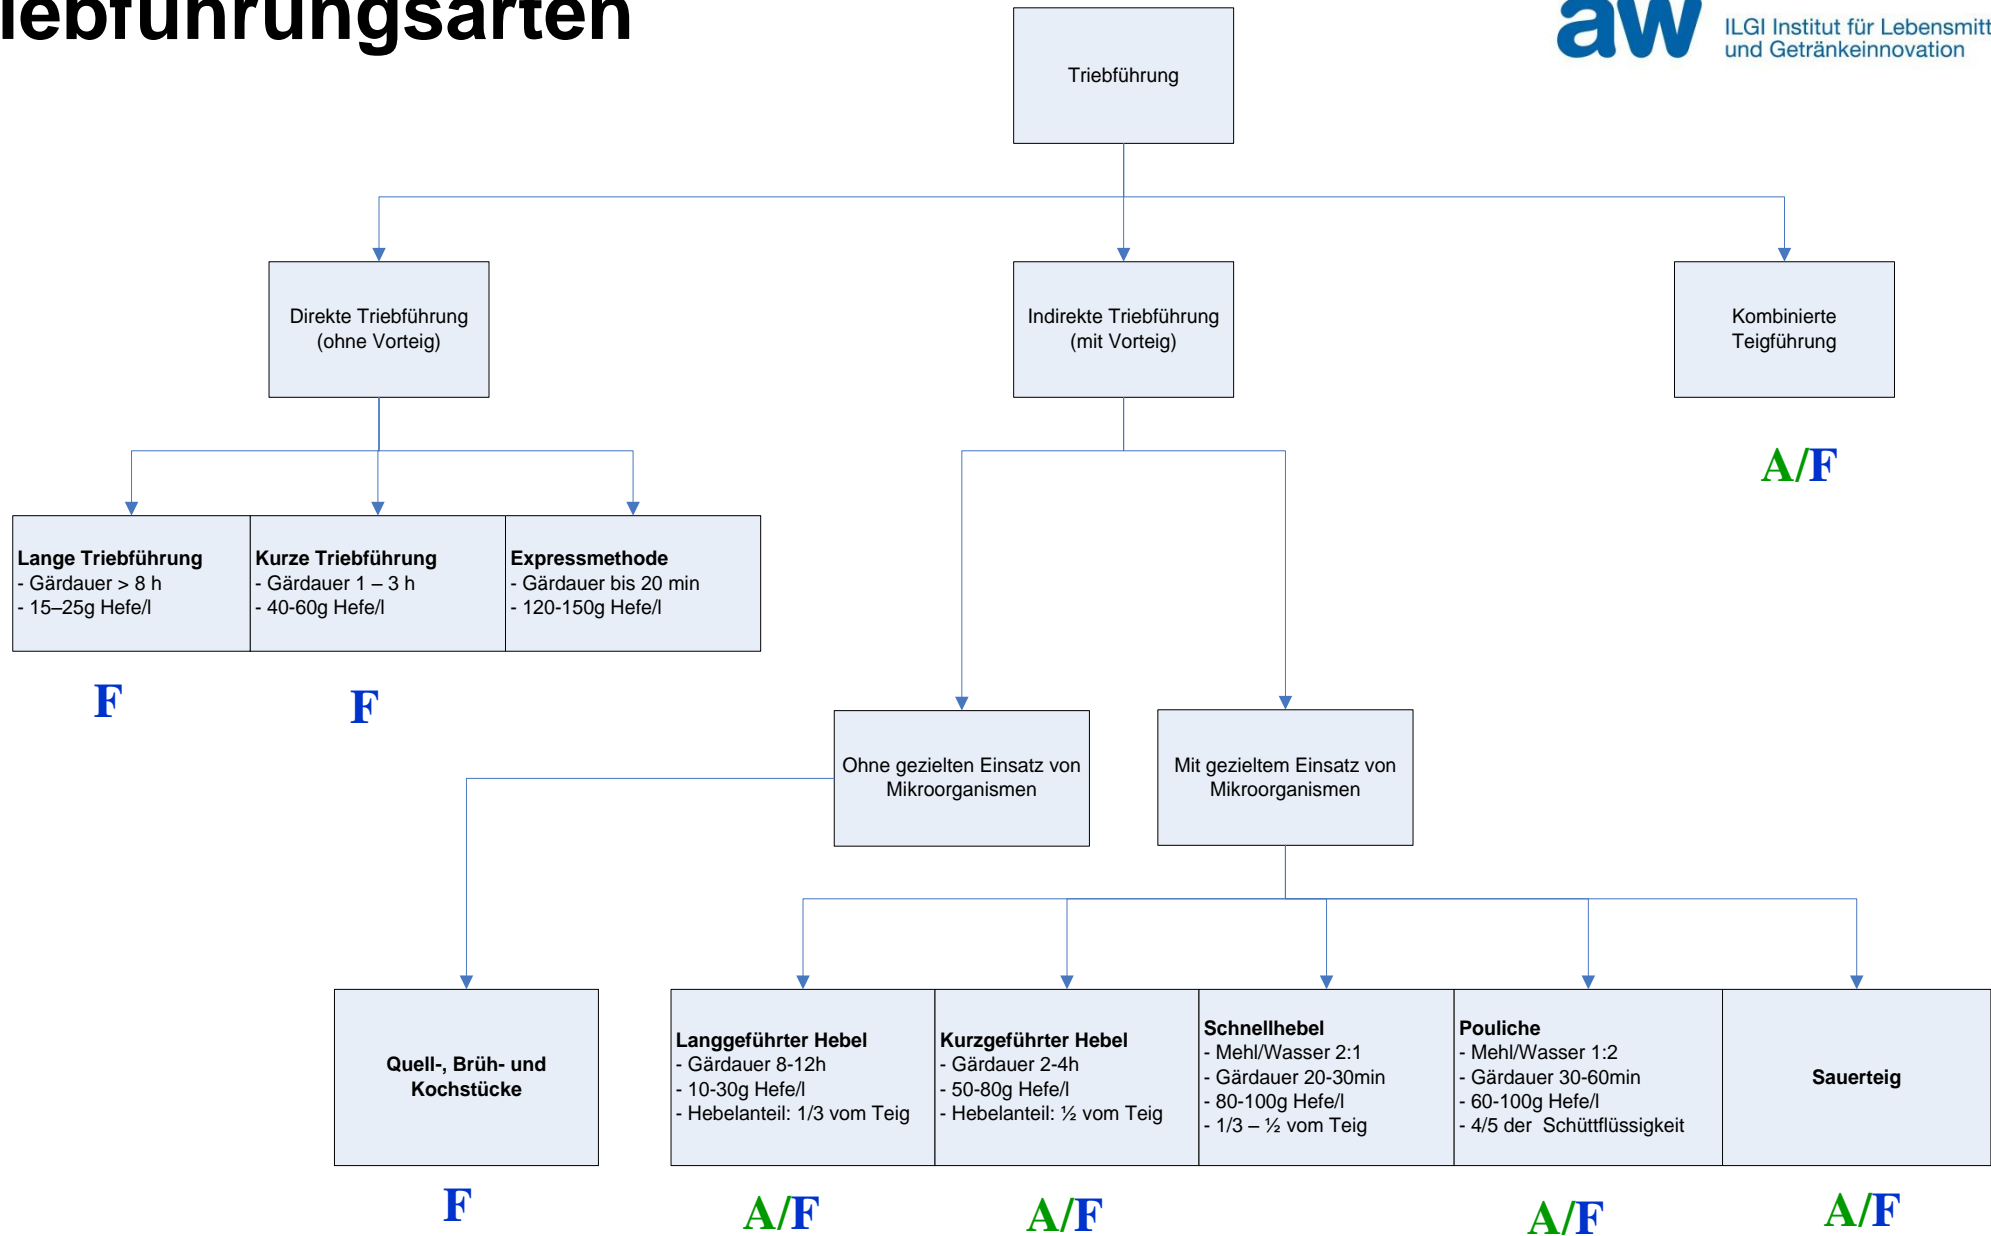 iebführungsarten
aw
ILGI Institut für Lebensmitt
und Getränkeinnovation
Triebführung
Direkte Triebführung
(ohne Vorteig)
Indirekte Triebführung
(mit Vorteig)
Kombinierte
Teigführung
A/F
Lange Triebführung
- Gärdauer > 8 h
- 15–25g Hefe/l
Kurze Triebführung
- Gärdauer 1 – 3 h
- 40-60g Hefe/l
Expressmethode
- Gärdauer bis 20 min
- 120-150g Hefe/l
F
F
Ohne gezielten Einsatz von
Mikroorganismen
Mit gezieltem Einsatz von
Mikroorganismen
Quell-, Brüh- und
Kochstücke
Langgeführter Hebel
- Gärdauer 8-12h
- 10-30g Hefe/l
- Hebelanteil: 1/3 vom Teig
Kurzgeführter Hebel
- Gärdauer 2-4h
- 50-80g Hefe/l
- Hebelanteil: ½ vom Teig
Schnellhebel
- Mehl/Wasser 2:1
- Gärdauer 20-30min
- 80-100g Hefe/l
- 1/3 – ½ vom Teig
Pouliche
- Mehl/Wasser 1:2
- Gärdauer 30-60min
- 60-100g Hefe/l
- 4/5 der  Schüttflüssigkeit
Sauerteig
F
A/F
A/F
A/F
A/F